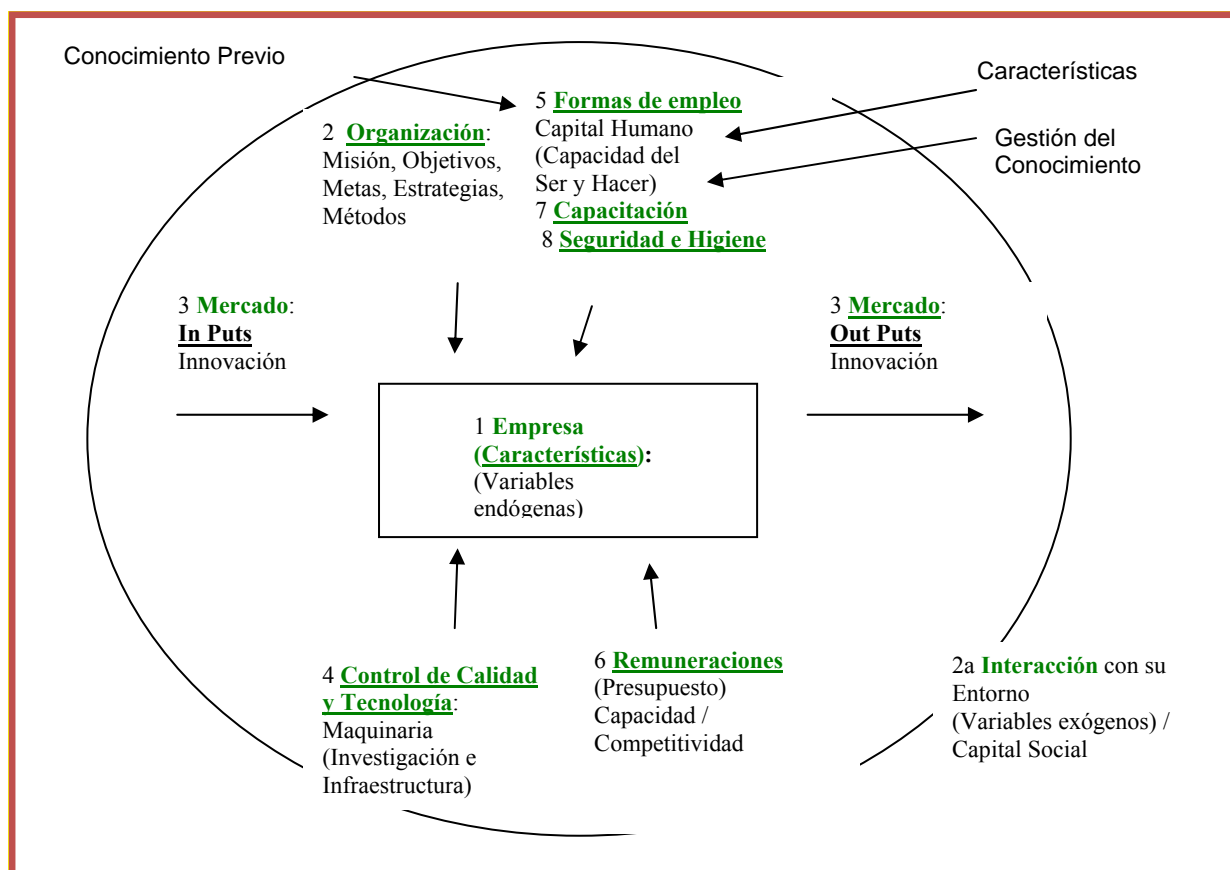 Conocimiento Previo
Características
Gestión del
Conocimiento
5 Formas de empleo
Capital Humano
(Capacidad del
Ser y Hacer)
7 Capacitación
8 Seguridad e Higiene
2 Organización:
Misión, Objetivos,
Metas, Estrategias,
Métodos
3 Mercado:
In Puts
Innovación
3 Mercado:
Out Puts
Innovación
1 Empresa
(Características):
(Variables
endógenas)
4 Control de Calidad
y Tecnología:
Maquinaria
(Investigación e
Infraestructura)
6 Remuneraciones
(Presupuesto)
Capacidad /
Competitividad
2a Interacción con su
Entorno
(Variables exógenos) /
Capital Social